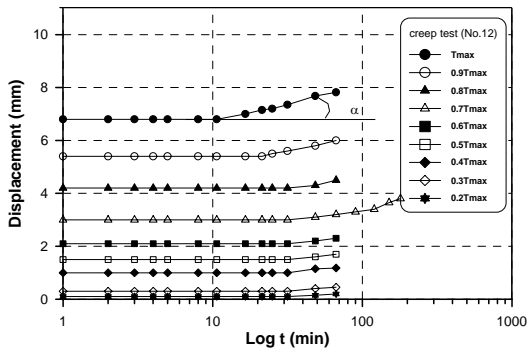 10
8
6
4
2
0
Displacement (mm)
1
10
100
1000
Log t (min)
α
creep test (No.12)
Tmax
0.9Tmax
0.8Tmax
0.7Tmax
0.6Tmax
0.5Tmax
0.4Tmax
0.3Tmax
0.2Tmax